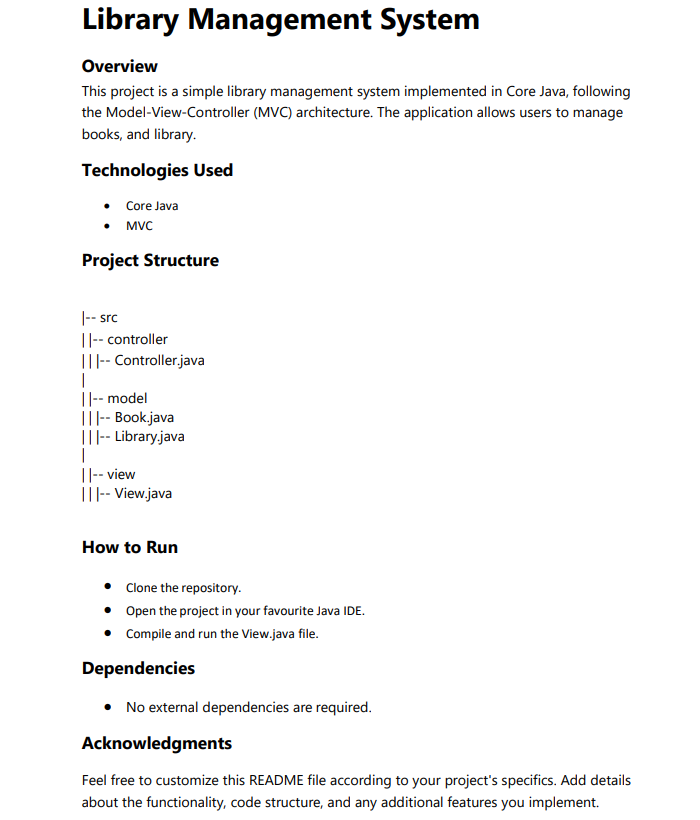 Library Management System
Overview
This project is a simple library management system implemented in Core Java, following
the Model-View-Controller (MVC) architecture. The application allows users to manage
books, and library.
Technologies Used
• Core Java
• MVC
Project Structure
|-- src
| |-- controller
| | |-- Controller.java
|
| |-- model
| | |-- Book.java
| | |-- Library.java
|
| |-- view
| | |-- View.java
How to Run
• Clone the repository.
• Open the project in your favourite Java IDE.
• Compile and run the View.java file.
Dependencies
• No external dependencies are required.
Acknowledgments
Feel free to customize this README file according to your project's specifics. Add details
about the functionality, code structure, and any additional features you implement.